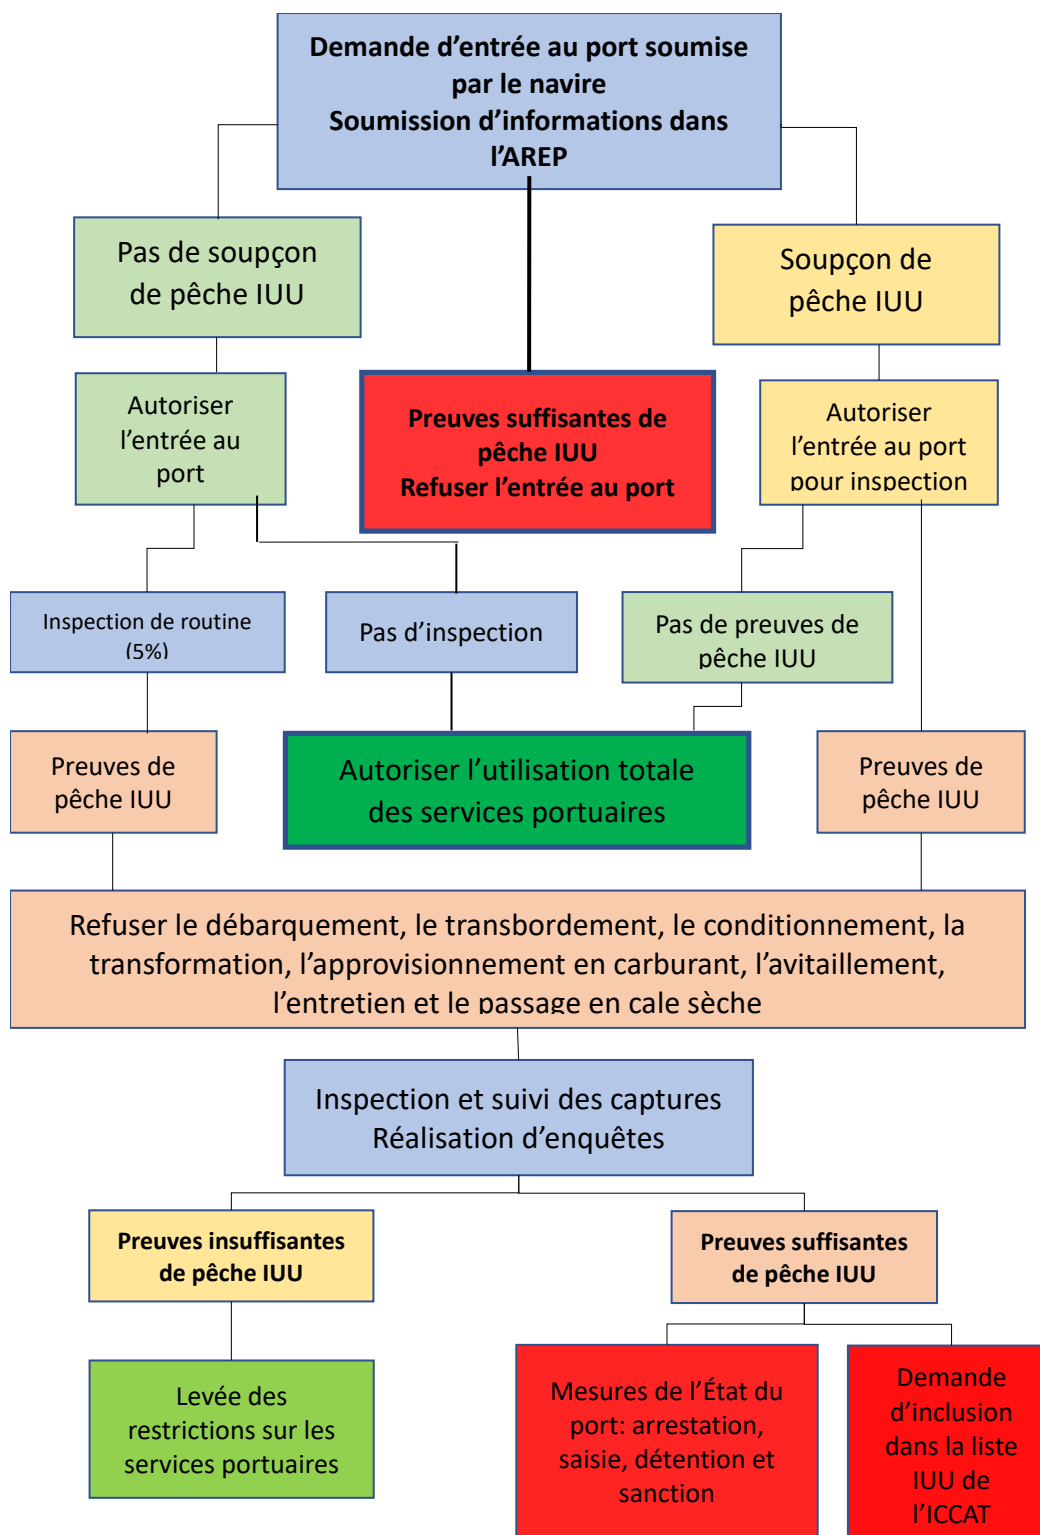 Demande d’entrée au port soumise
par le navire
Soumission d’informations dans
l’AREP
Pas de soupçon
de pêche IUU
Soupçon de
pêche IUU
Autoriser
l’entrée au
port
Preuves suffisantes de
pêche IUU
Refuser l’entrée au port
Autoriser
l’entrée au port
pour inspection
Inspection de routine
(5%)
Pas d’inspection
Pas de preuves de
pêche IUU
Preuves de
pêche IUU
Autoriser l’utilisation totale
des services portuaires
Preuves de
pêche IUU
Refuser le débarquement, le transbordement, le conditionnement, la
transformation, l’approvisionnement en carburant, l’avitaillement,
l’entretien et le passage en cale sèche
Inspection et suivi des captures
Réalisation d’enquêtes
Preuves insuffisantes
de pêche IUU
Preuves suffisantes
de pêche IUU
Levée des
restrictions sur les
services portuaires
Mesures de l’État du
port: arrestation,
saisie, détention et
sanction
Demande
d’inclusion
dans la liste
IUU de
l’ICCAT